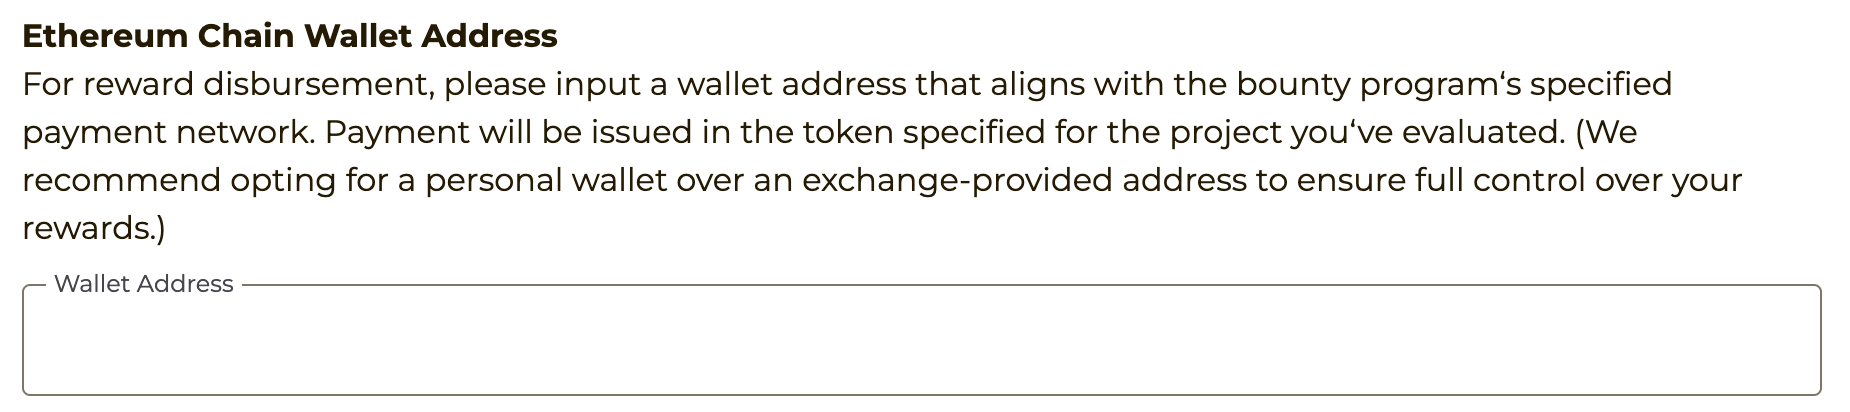 Ethereum Chain Wallet Address
For reward disbursement, please input a wallet address that aligns with the bounty program‘s specified
payment network. Payment will be issued in the token specified for the project you‘ve evaluated. (We
recommend opting for a personal wallet over an exchange-provided address to ensure full control over your
rewards.)
Wallet Address